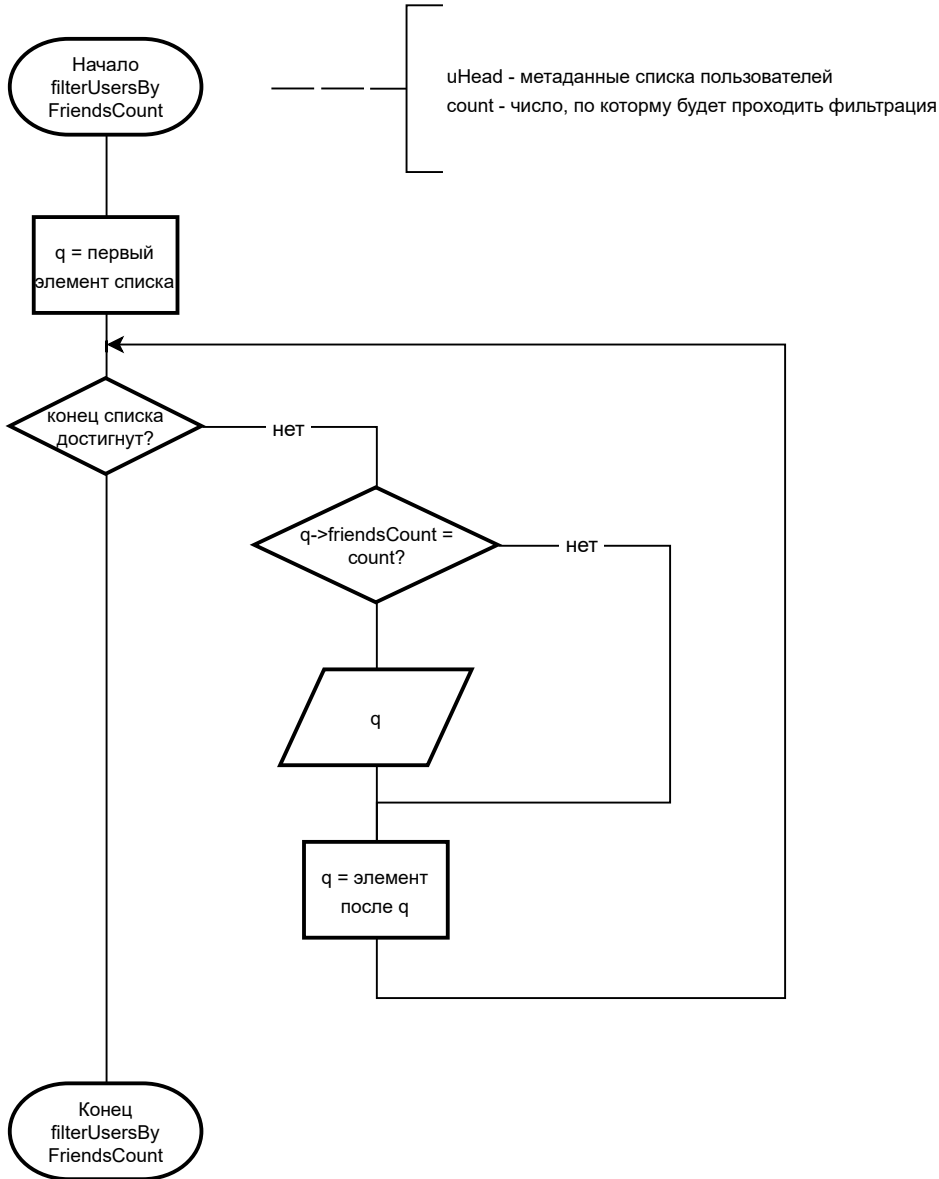 Начало
filterUsersBy
FriendsCount
uHead - метаданные списка пользователей
count - число, по которму будет проходить фильтрация
q = первый
элемент списка
конец списка
достигнут?
нет
q->friendsCount =
count?
нет
q
q = элемент
после q
Конец
filterUsersBy
FriendsCount